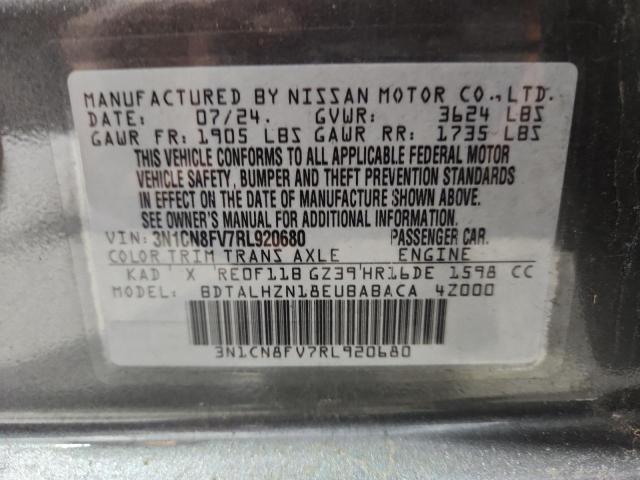 MANUFACTURED BY NISSAN MOTOR CO., LTD.
DATE: 07/24. GVWR: 3624 LBS
GAWR FR: 1905 LBS GAWR RR: 1735 LBS
THIS VEHICLE CONFORMS TO ALL APPLICABLE FEDERAL MOTOR
VEHICLE SAFETY, BUMPER AND THEFT PREVENTION STANDARDS
IN EFFECT ON THE DATE OF MANUFACTURE SHOWN ABOVE.
SEE OWNER'S MANUAL FOR ADDITIONAL INFORMATION.
VIN: 3N1CN8FV7RL920680 PASSENGER CAR.
COLOR TRIM TRANS AXLE ENGINE
KAD X RE0F11B GZ39 HR16DE 1598 CC
MODEL: BDTALHZN18EUBABACA 4Z000
3N1CN8FV7RL920680